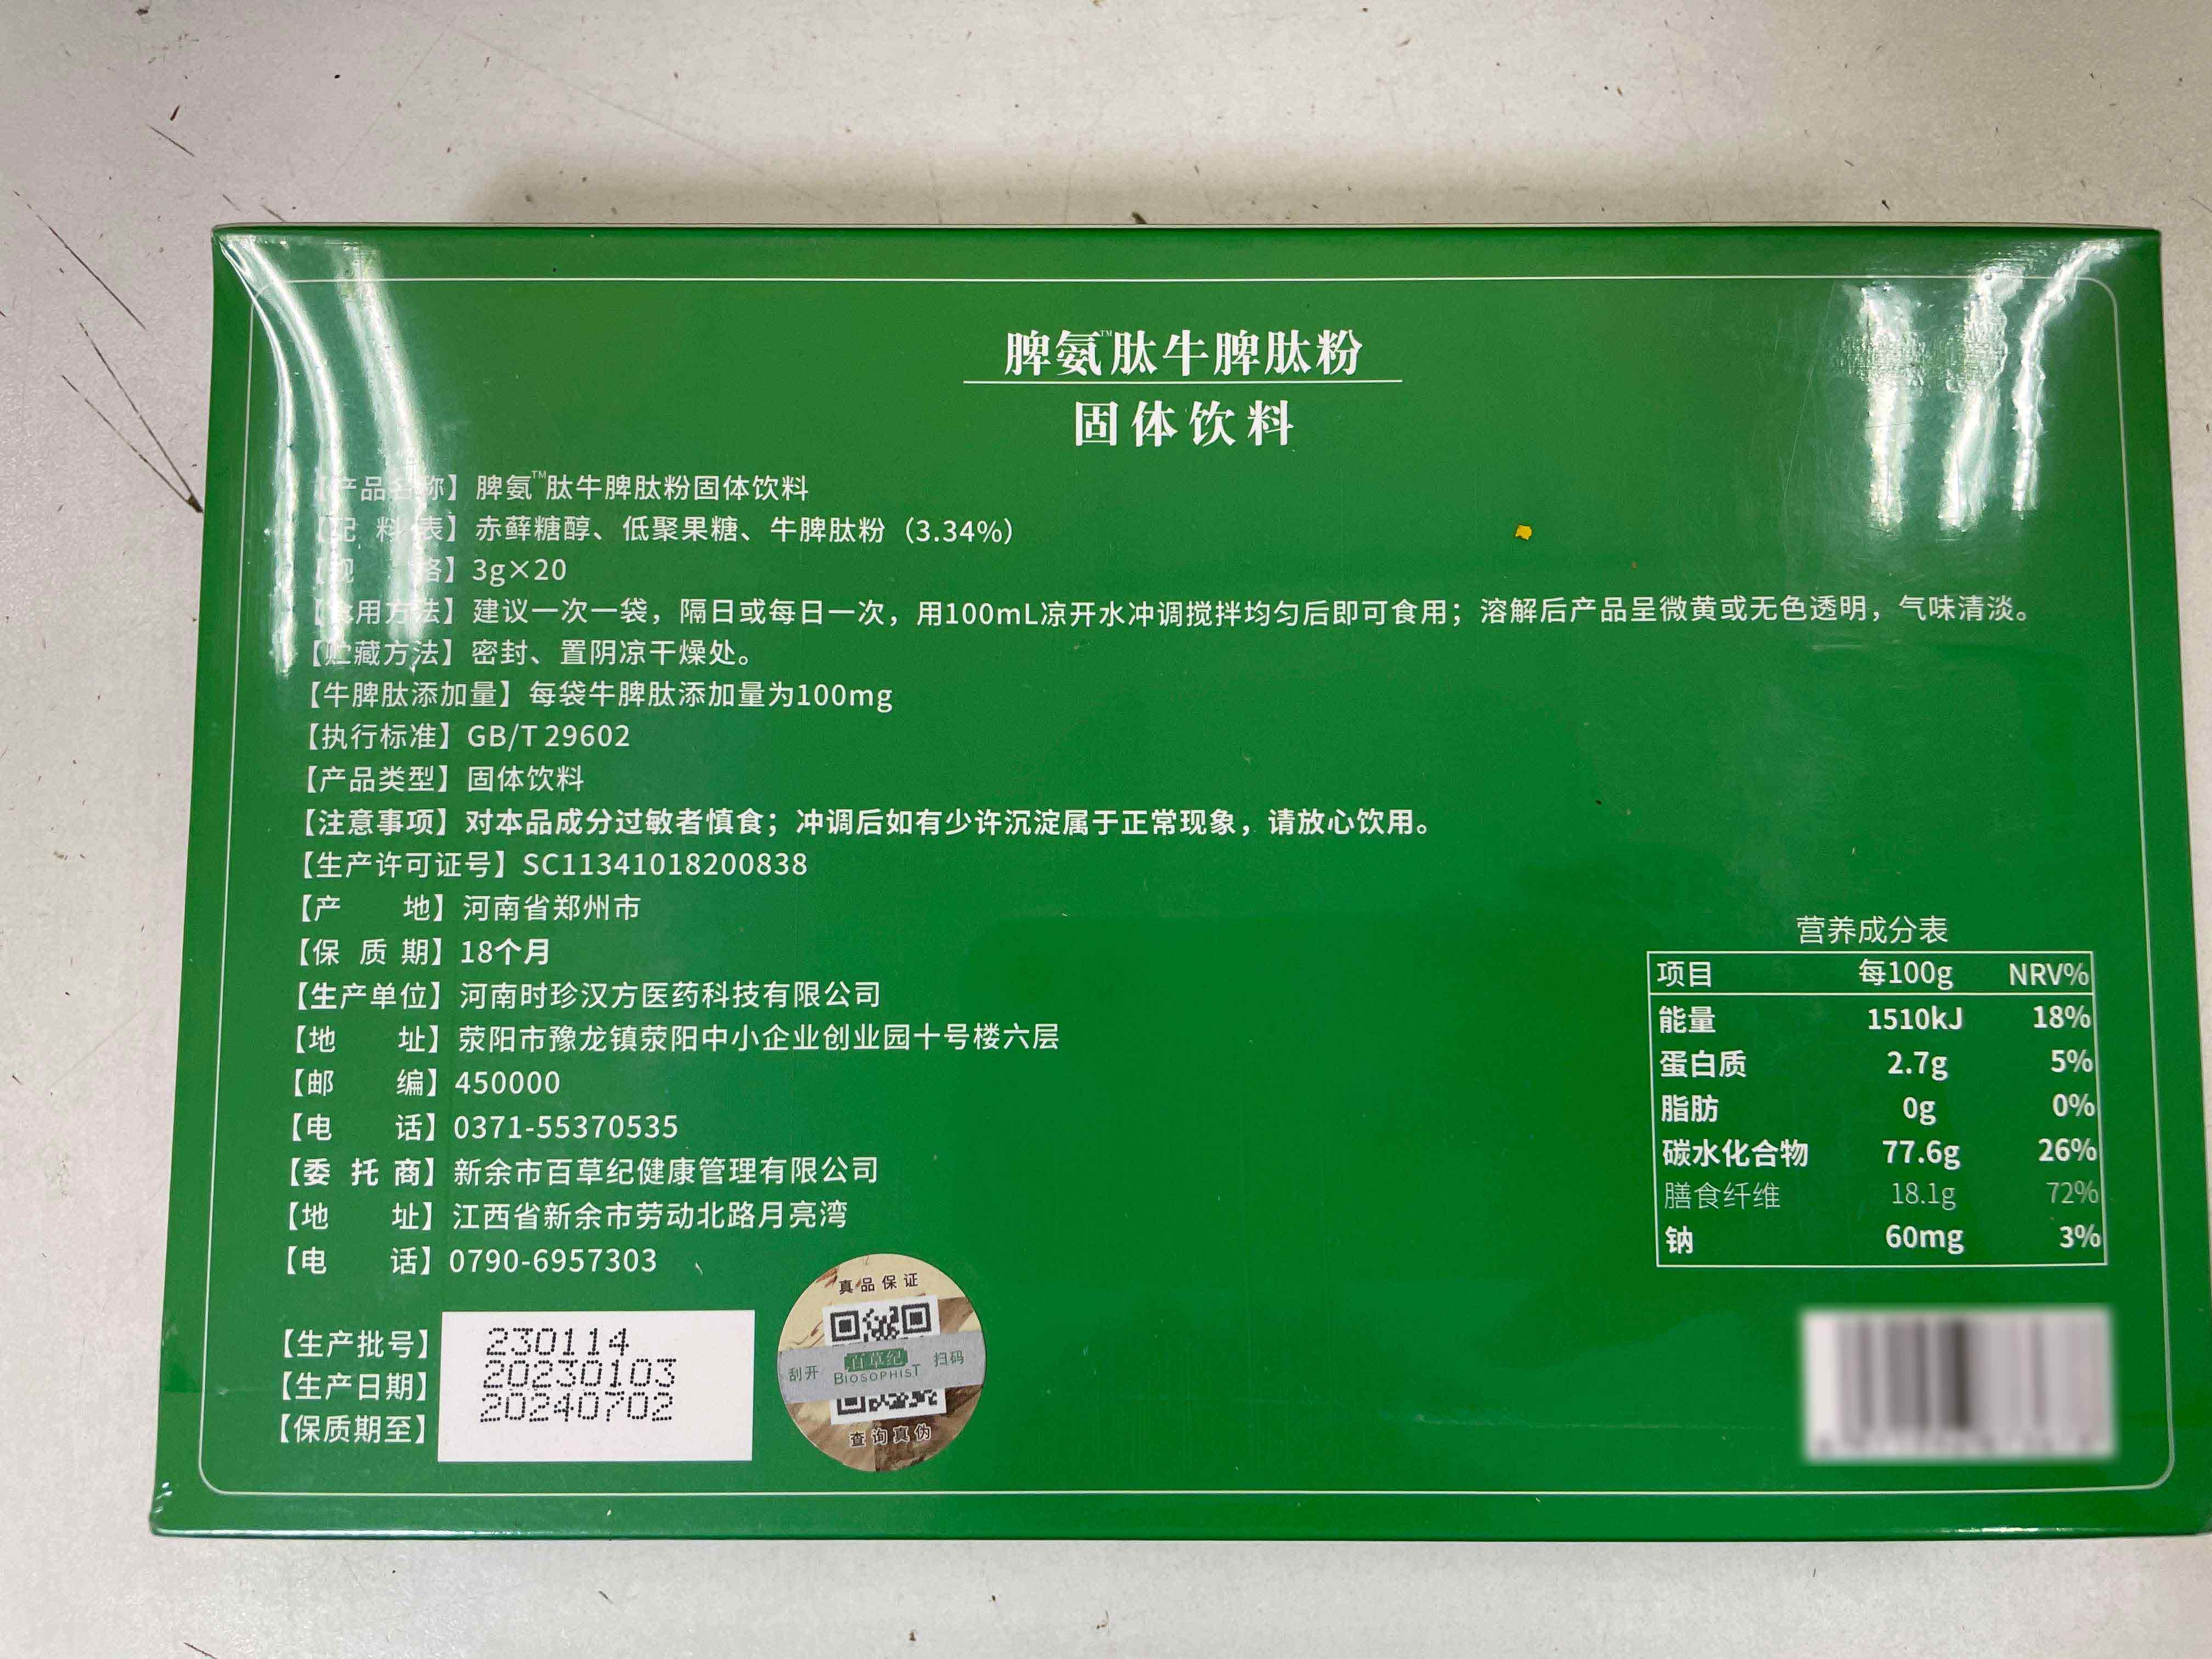 脾氨™肽牛脾肽粉
固体饮料
【产品名称】脾氨™肽牛脾肽粉固体饮料
【配料表】赤藓糖醇、低聚果糖、牛脾肽粉（3.34%）
【规格】3g×20
【食用方法】建议一次一袋，隔日或每日一次，用100mL凉开水冲调搅拌均匀后即可食用；溶解后产品呈微黄或无色透明，气味清淡。
【贮藏方法】密封、置阴凉干燥处。
【牛脾肽添加量】每袋牛脾肽添加量为100mg
【执行标准】GB/T 29602
【产品类型】固体饮料
【注意事项】对本品成分过敏者慎食；冲调后如有少许沉淀属于正常现象，请放心饮用。
【生产许可证号】SC11341018200838
【产地】河南省郑州市
【保质期】18个月
【生产单位】河南时珍汉方医药科技有限公司
【地址】荥阳市豫龙镇荥阳中小企业创业园十号楼六层
【邮编】450000
【电话】0371-55370535
【委托商】新余市百草纪健康管理有限公司
【地址】江西省新余市劳动北路月亮湾
【电话】0790-6957303
【生产批号】230114
【生产日期】20230103
【保质期至】20240702
真品保证
刮开 百草纪 扫码
BIOSOPHIST
查询真伪
营养成分表
项目 每100g NRV%
能量 1510kJ 18%
蛋白质 2.7g 5%
脂肪 0g 0%
碳水化合物 77.6g 26%
膳食纤维 18.1g 72%
钠 60mg 3%